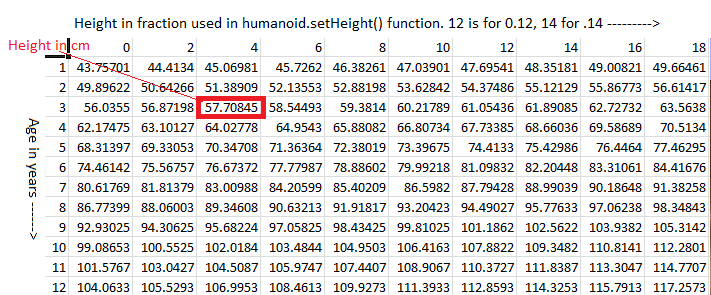 Height in fraction used in humanoid.setHeight() function. 12 is for 0.12, 14 for .14 --------->
Height in cm 0 2 4 6 8 10 12 14 16 18
1 43.75701 44.4134 45.06981 45.7262 46.38261 47.03901 47.69541 48.35181 49.00821 49.66461
2 49.89622 50.64266 51.38909 52.13553 52.88198 53.62842 54.37486 55.12129 55.86773 56.61417
3 56.0355 56.87198 57.70845 58.54493 59.3814 60.21789 61.05436 61.89085 62.72732 63.5638
4 62.17475 63.10127 64.02778 64.9543 65.88082 66.80734 67.73385 68.66036 69.58689 70.5134
5 68.31397 69.33053 70.34708 71.36364 72.38019 73.39675 74.4133 75.42986 76.4464 77.46295
6 74.46142 75.56757 76.67372 77.77987 78.88602 79.99218 81.09832 82.20448 83.31061 84.41676
7 80.61769 81.81379 83.00988 84.20599 85.40209 86.5982 87.79428 88.99039 90.18648 91.38258
8 86.77399 88.06003 89.34608 90.63213 91.91817 93.20423 94.49027 95.77633 97.06238 98.34843
9 92.93025 94.30625 95.68224 97.05825 98.43425 99.81025 101.1862 102.5622 103.9382 105.3142
10 99.08653 100.5525 102.0184 103.4844 104.9503 106.4163 107.8822 109.3482 110.8141 112.2801
11 101.5767 103.0427 104.5087 105.9747 107.4407 108.9067 110.3727 111.8387 113.3047 114.7707
12 104.0633 105.5293 106.9953 108.4613 109.9273 111.3933 112.8593 114.3253 115.7913 117.2573
Age in years ------>